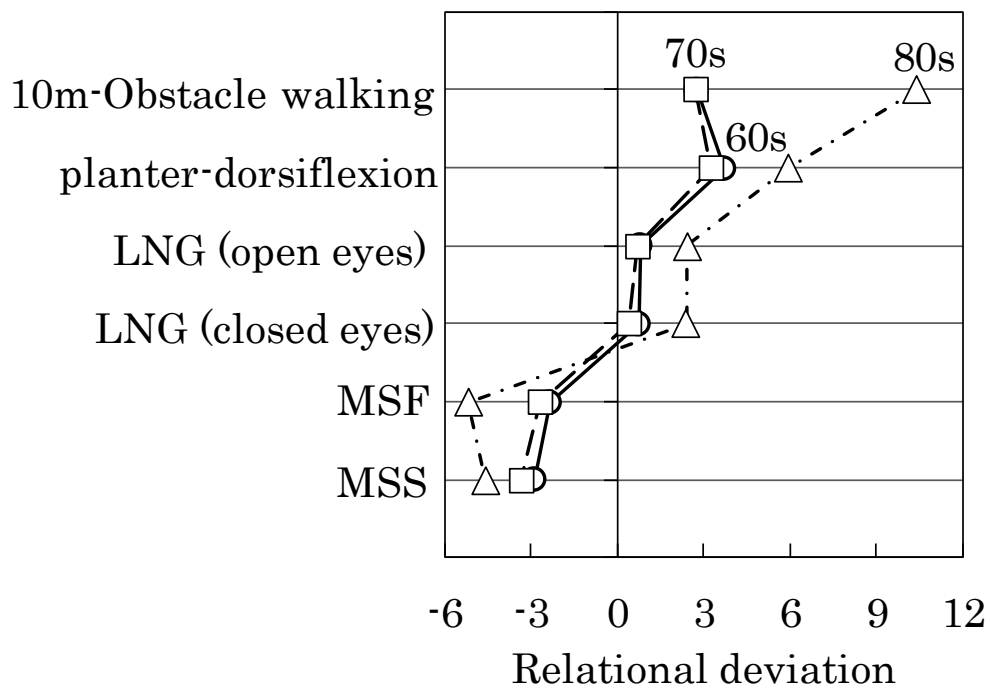 70s
80s
10m-Obstacle walking
60s
planter-dorsiflexion
LNG (open eyes)
LNG (closed eyes)
MSF
MSS
-6 -3 0 3 6 9 12
Relational deviation